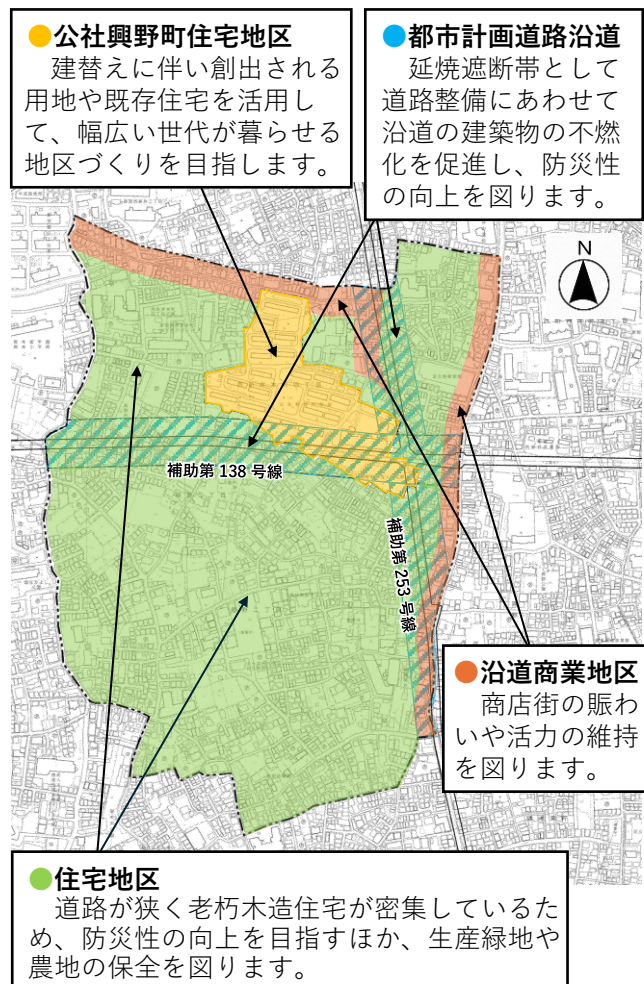 ●公社興野町住宅地区
建替えに伴い創出される
用地や既存住宅を活用し
て、幅広い世代が暮らせる
地区づくりを目指します。
●都市計画道路沿道
延焼遮断帯として
道路整備にあわせて
沿道の建築物の不燃
化を促進し、防災性
の向上を図ります。
N
補助第 138 号線
補助第 253 号線
●沿道商業地区
商店街の賑わ
いや活力の維持
を図ります。
●住宅地区
道路が狭く老朽木造住宅が密集しているた
め、防災性の向上を目指すほか、生産緑地や
農地の保全を図ります。